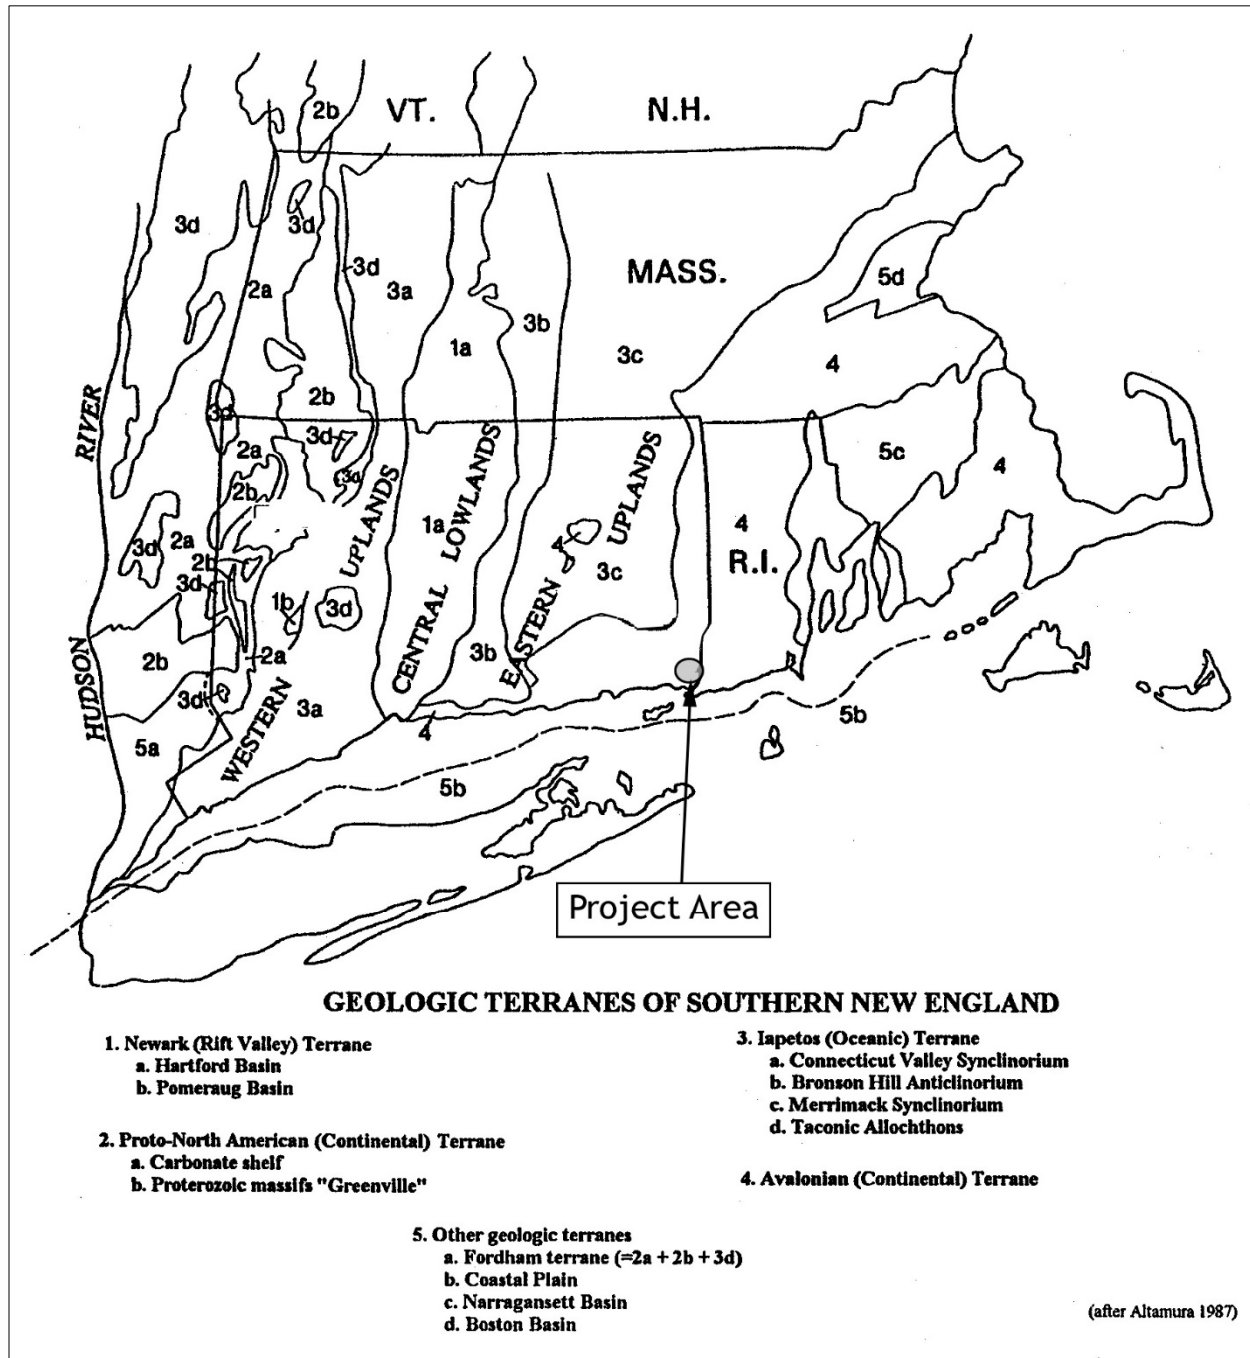 VT.
N.H.
2b
3d
3d
3d
2a
3a
MASS.
5d
3b
1a
3c
4
RIVER
2b
3d
3d
2a
3d
2b
5c
4
UPLANDS
CENTRAL LOWLANDS
1a
EASTERN UPLANDS
4
3c
4
R.I.
3d
2a
2b
3d
1b
3d
HUDSON
2b
2a
3b
3d
WESTERN
3a
4
5a
5b
5b
Project Area
GEOLOGIC TERRANES OF SOUTHERN NEW ENGLAND
1. Newark (Rift Valley) Terrane
a. Hartford Basin
b. Pomeraug Basin
2. Proto-North American (Continental) Terrane
a. Carbonate shelf
b. Proterozoic massifs "Greenville"
3. Iapetos (Oceanic) Terrane
a. Connecticut Valley Synclinorium
b. Bronson Hill Anticlinorium
c. Merrimack Synclinorium
d. Taconic Allochthons
4. Avalonian (Continental) Terrane
5. Other geologic terranes
a. Fordham terrane (=2a + 2b + 3d)
b. Coastal Plain
c. Narragansett Basin
d. Boston Basin
(after Altamura 1987)